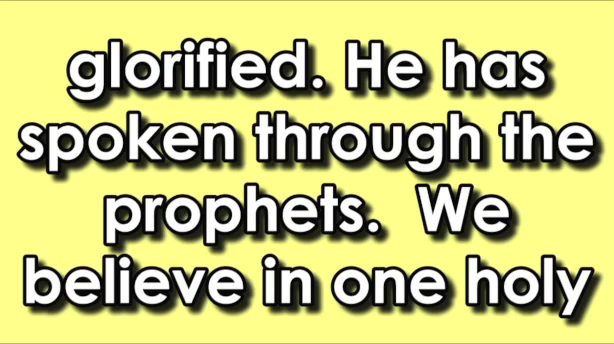 glorified. He has
spoken through the
prophets.  We
believe in one holy